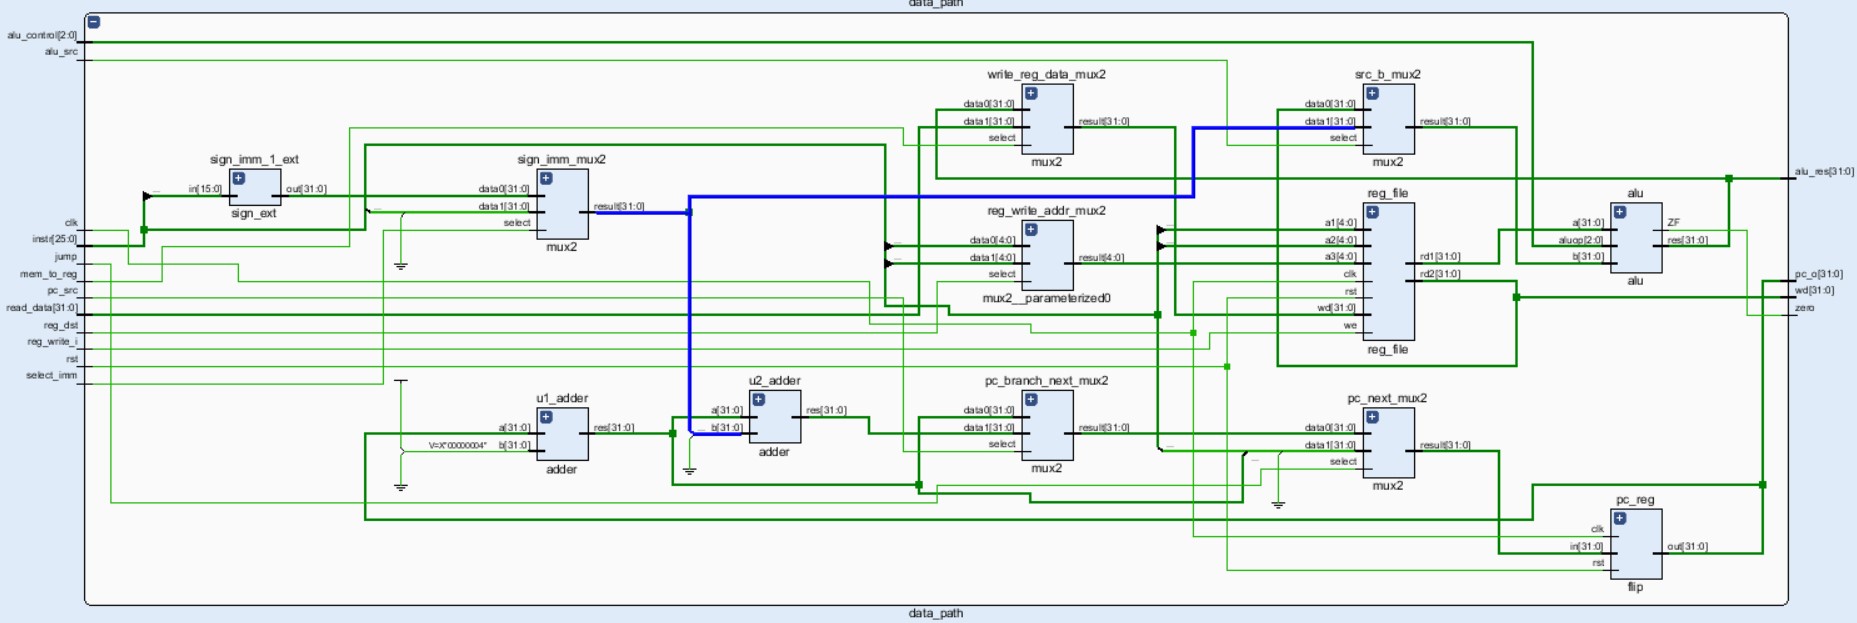 data_path
alu_control[2:0]
alu_src
clk
instr[25:0]
jump
mem_to_reg
pc_src
read_data[31:0]
reg_dst
reg_write_i
rst
select_imm
sign_imm_1_ext
in[15:0]
out[31:0]
sign_ext
sign_imm_mux2
data0[31:0]
data1[31:0]
select
result[31:0]
mux2
write_reg_data_mux2
data0[31:0]
data1[31:0]
select
result[31:0]
mux2
src_b_mux2
data0[31:0]
data1[31:0]
select
result[31:0]
mux2
reg_write_addr_mux2
data0[4:0]
data1[4:0]
select
result[4:0]
mux2__parameterized0
reg_file
a1[4:0]
a2[4:0]
a3[4:0]
clk
rst
wd[31:0]
we
rd1[31:0]
rd2[31:0]
reg_file
alu
a[31:0]
aluop[2:0]
b[31:0]
ZF
res[31:0]
alu
alu_res[31:0]
pc_o[31:0]
wd[31:0]
zero
u1_adder
a[31:0]
V=X"00000004" b[31:0]
res[31:0]
adder
u2_adder
a[31:0]
... b[31:0]
res[31:0]
adder
pc_branch_next_mux2
data0[31:0]
data1[31:0]
select
result[31:0]
mux2
pc_next_mux2
data0[31:0]
data1[31:0]
select
result[31:0]
mux2
pc_reg
clk
in[31:0]
rst
out[31:0]
flip
data_path